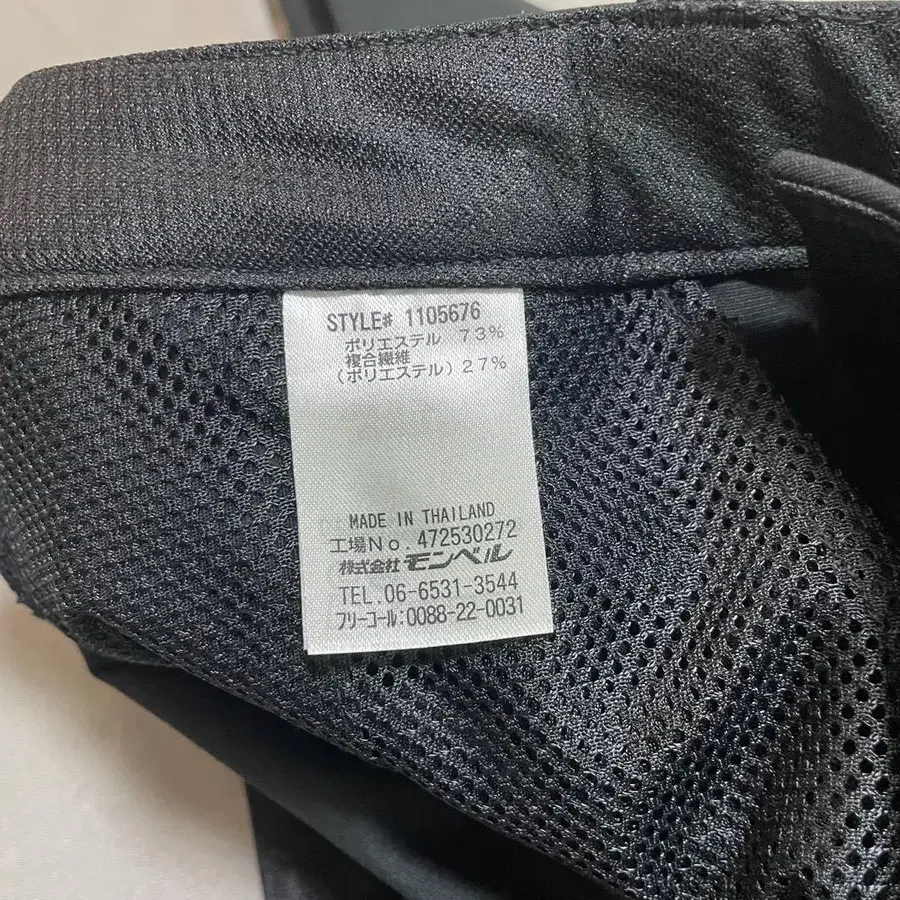 STYLE# 1105676
ポリエステル 73%
複合繊維
(ポリエステル) 27%
MADE IN THAILAND
工場No. 472530272
株式会社 モンベル
TEL. 06-6531-3544
フリーコール:0088-22-0031